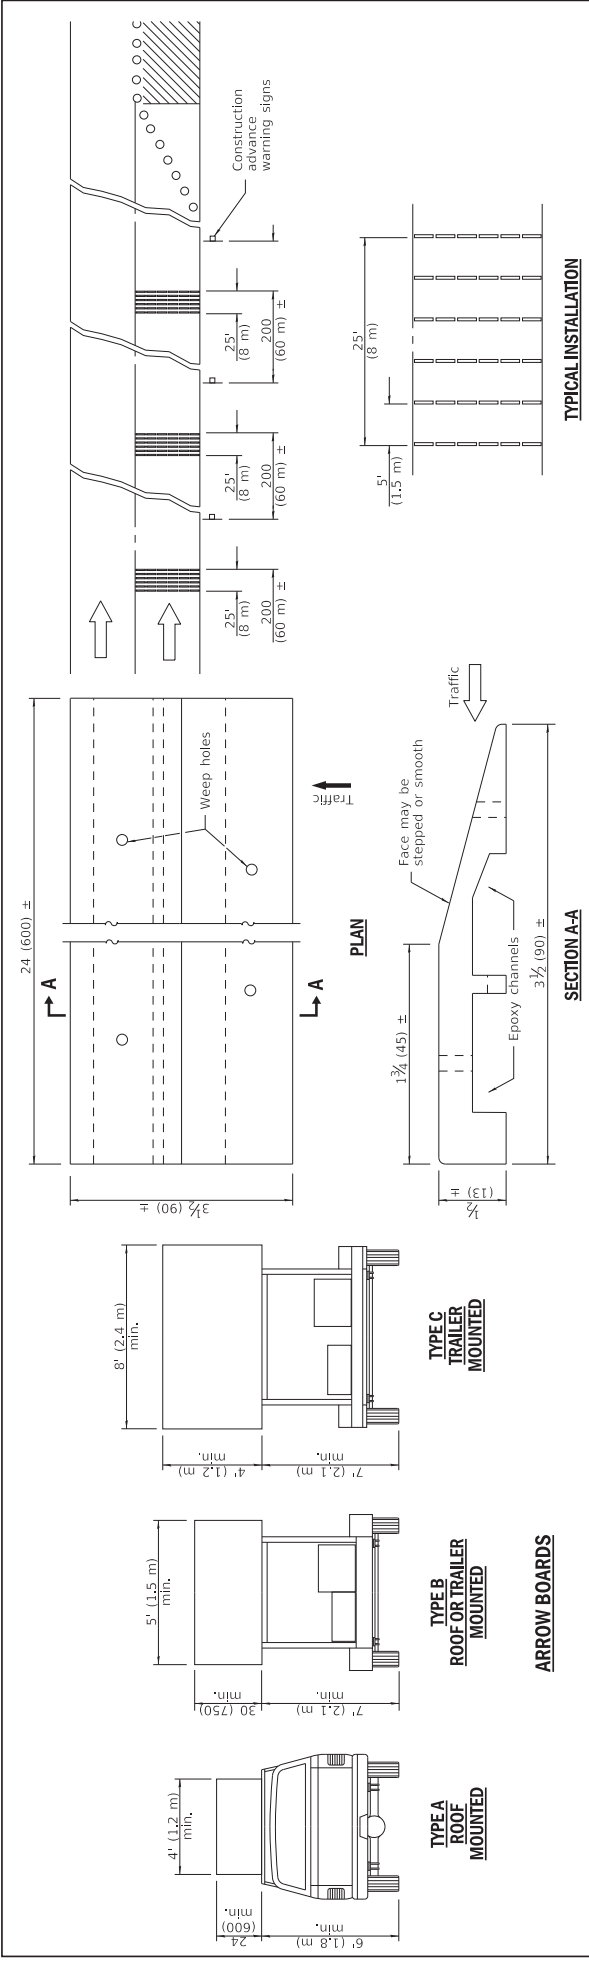 4' (1.2 m)
min.
24
(600)
min.
6' (1.8 m)
min.
TYPE A
ROOF
MOUNTED
5' (1.5 m)
min.
30 (750)
min.
7' (2.1 m)
min.
TYPE B
ROOF OR TRAILER
MOUNTED
8' (2.4 m)
min.
4' (1.2 m)
min.
7' (2.1 m)
min.
TYPE C
TRAILER
MOUNTED
ARROW BOARDS
24 (600) ±
A
A
3½ (90) ±
Weep holes
Traffic
PLAN
1¾ (45) ±
½
(13) ±
Face may be
stepped or smooth
Traffic
Epoxy channels
3½ (90) ±
SECTION A-A
25'
(8 m)
200
(60 m) ±
25'
(8 m)
200
(60 m) ±
25'
(8 m)
200
(60 m) ±
Construction
advance
warning signs
25'
(8 m)
5'
(1.5 m)
TYPICAL INSTALLATION